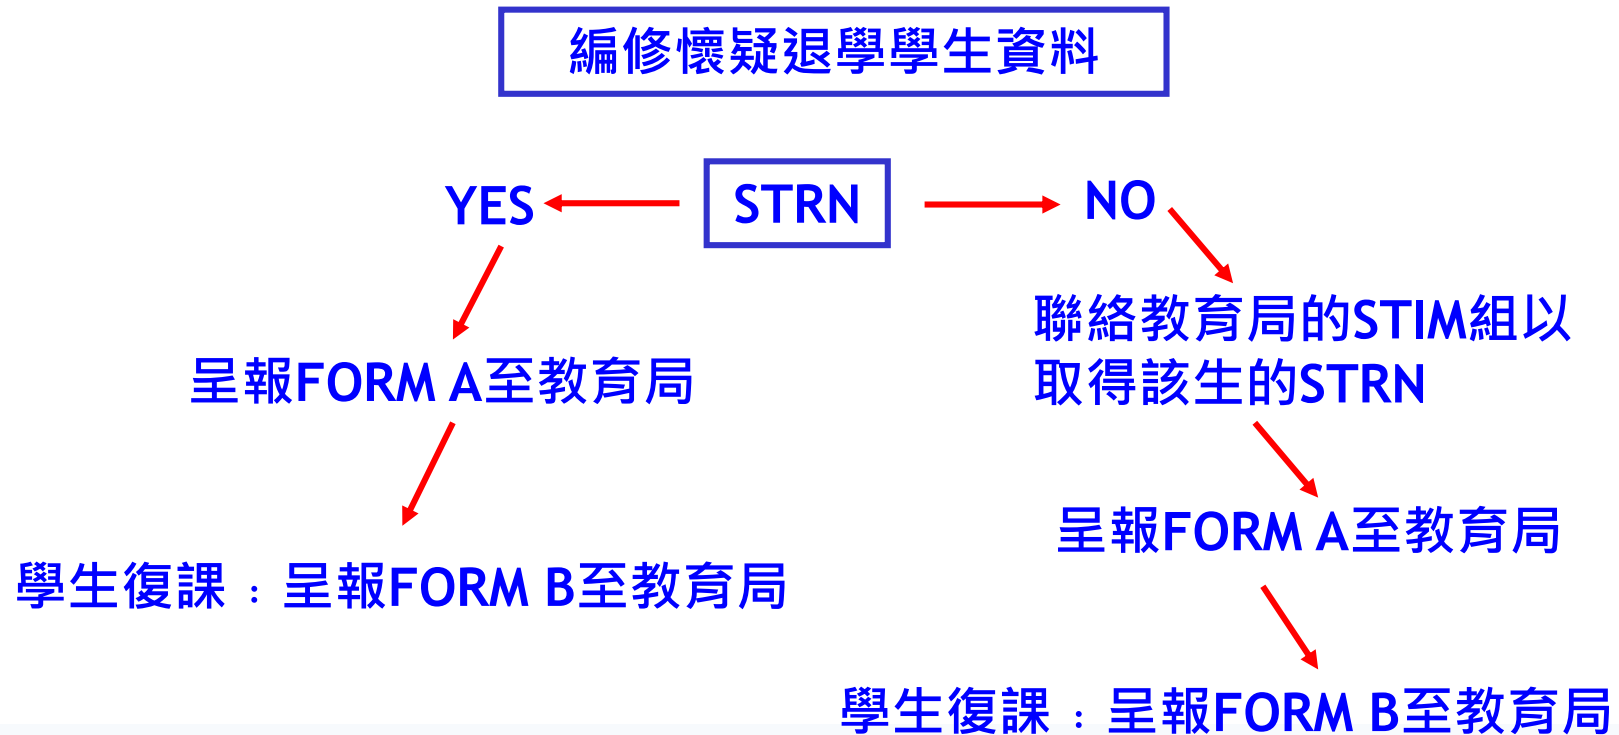 編修懷疑退學學生資料
YES
STRN
NO
聯絡教育局的STIM組以
取得該生的STRN
呈報FORM A至教育局
呈報FORM A至教育局
學生復課：呈報FORM B至教育局
學生復課：呈報FORM B至教育局